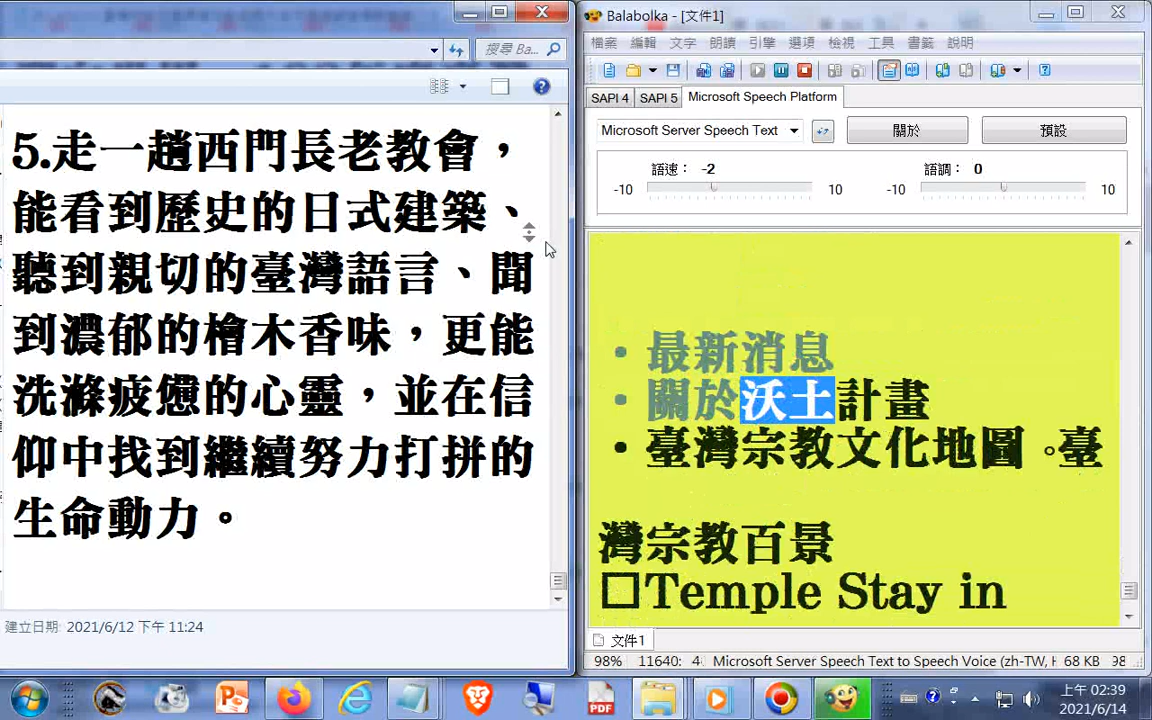 搜尋 Ba...
5.走一趟西門長老教會，
能看到歷史的日式建築、
聽到親切的臺灣語言、聞
到濃郁的檜木香味，更能
洗滌疲憊的心靈，並在信
仰中找到繼續努力打拼的
生命動力。
建立日期: 2021/6/12 下午 11:24
Balabolka - [文件1]
檔案 編輯 文字 朗讀 引擎 選項 檢視 工具 書籤 說明
SAPI 4 SAPI 5 Microsoft Speech Platform
Microsoft Server Speech Text 關於 預設
語速： -2 語調： 0
-10 10 -10 10
• 最新消息
• 關於沃土計畫
• 臺灣宗教文化地圖。臺
灣宗教百景
□Temple Stay in
文件1
98% 11640: 4 Microsoft Server Speech Text to Speech Voice (zh-TW, H 68 KB 98
PDF
上午 02:39
2021/6/14